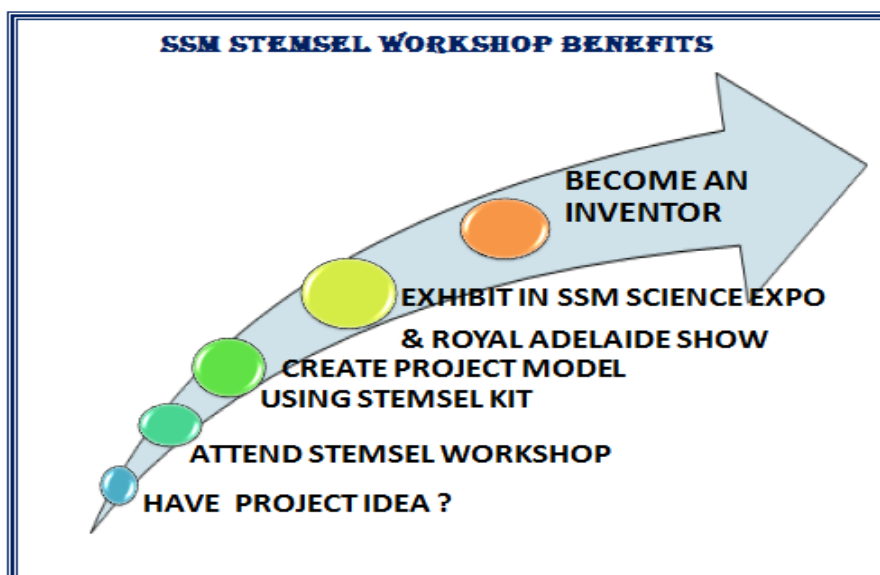 SSM STEMSEL WORKSHOP BENEFITS
BECOME AN
INVENTOR
EXHIBIT IN SSM SCIENCE EXPO
& ROYAL ADELAIDE SHOW
CREATE PROJECT MODEL
USING STEMSEL KIT
ATTEND STEMSEL WORKSHOP
HAVE PROJECT IDEA ?